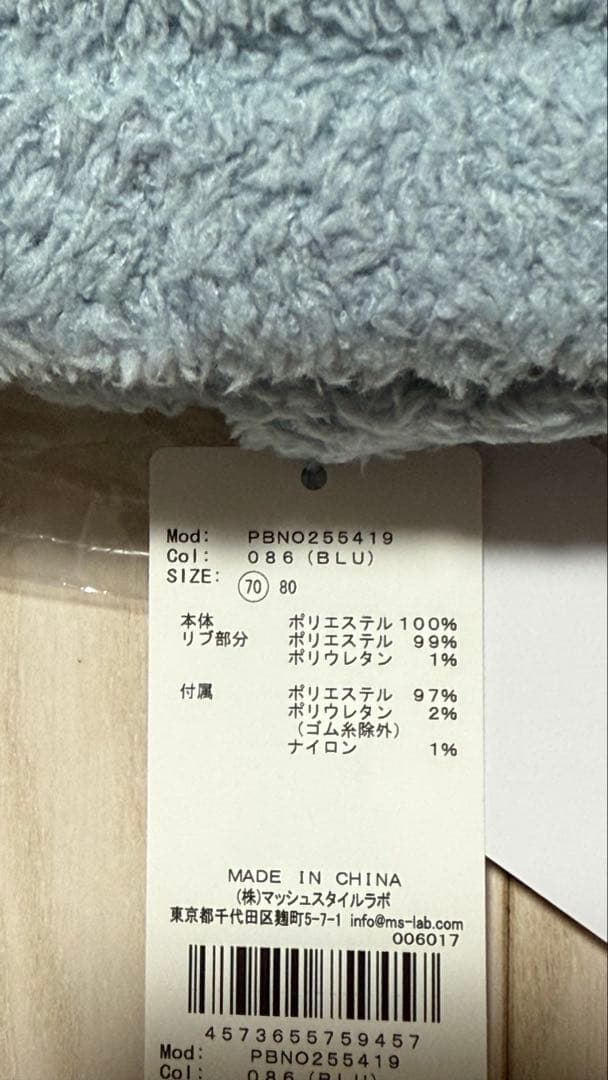 Mod: PBNO255419
Col: 086(BLU)
SIZE: 70 80
本体 ポリエステル 100%
リブ部分 ポリエステル 99%
ポリウレタン 1%
付属 ポリエステル 97%
ポリウレタン 2%
(ゴム糸除外)
ナイロン 1%
MADE IN CHINA
(株)マッシュスタイルラボ
東京都千代田区麹町5-7-1 info@ms-lab.com
006017
4573655759457
Mod: PBNO255419
Col: 086(BLU)